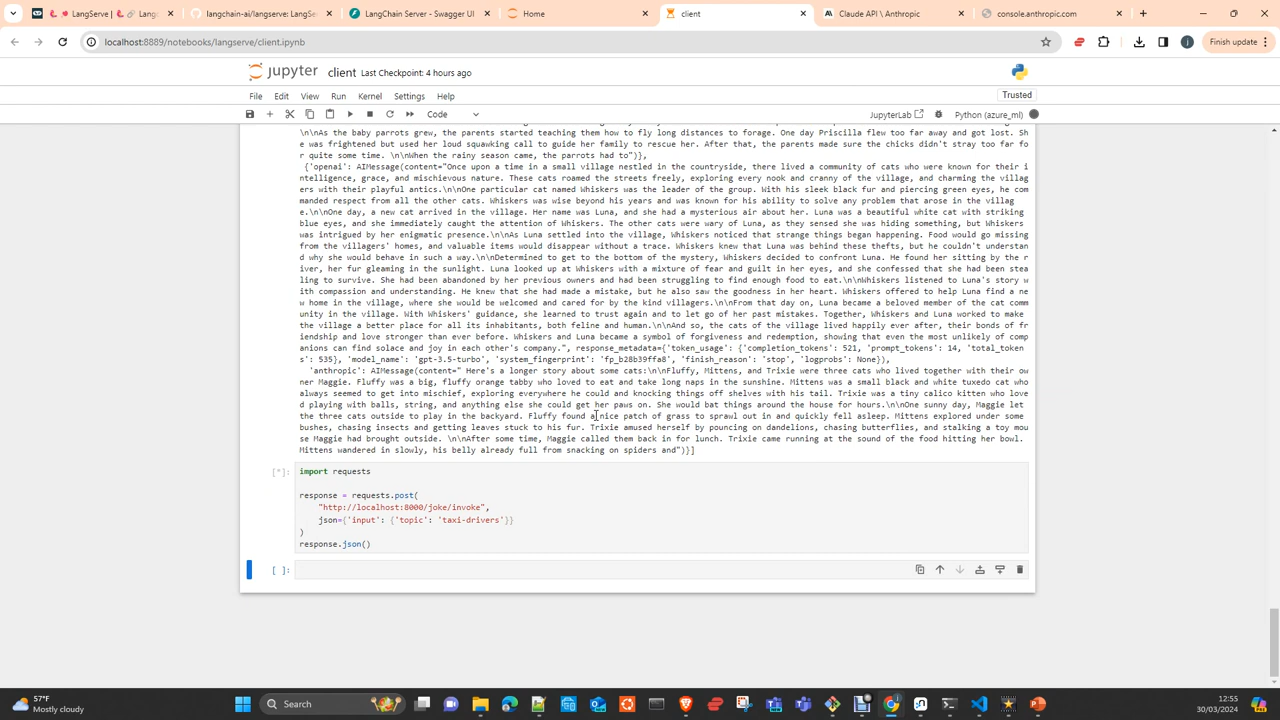 LangServe | 🦜️🔗 Lang
langchain-ai/langserve: LangSer
LangChain Server - Swagger UI
Home
client
Claude API \ Anthropic
console.anthropic.com
localhost:8889/notebooks/langserve/client.ipynb
Finish update
jupyter client Last Checkpoint: 4 hours ago
File Edit View Run Kernel Settings Help
Trusted
Code
JupyterLab
Python (azure_ml)
\n\nAs the baby parrots grew, the parents started teaching them how to fly long distances to forage. One day Priscilla flew too far away and got lost. Sh
e was frightened but used her loud squawking call to guide her family to rescue her. After that, the parents made sure the chicks didn't stray too far fo
r quite some time. \n\nWhen the rainy season came, the parrots had to")},
{'openai': AIMessage(content="Once upon a time in a small village nestled in the countryside, there lived a community of cats who were known for their i
ntelligence, grace, and mischievous nature. These cats roamed the streets freely, exploring every nook and cranny of the village, and charming the villag
ers with their playful antics.\n\nOne particular cat named Whiskers was the leader of the group. With his sleek black fur and piercing green eyes, he com
manded respect from all the other cats. Whiskers was wise beyond his years and was known for his ability to solve any problem that arose in the villag
e.\n\nOne day, a new cat arrived in the village. Her name was Luna, and she had a mysterious air about her. Luna was a beautiful white cat with striking
blue eyes, and she immediately caught the attention of Whiskers. The other cats were wary of Luna, as they sensed she was hiding something, but Whiskers
was intrigued by her enigmatic presence.\n\nAs Luna settled into the village, Whiskers noticed that strange things began happening. Food would go missing
from the villagers' homes, and valuable items would disappear without a trace. Whiskers knew that Luna was behind these thefts, but he couldn't understan
d why she would behave in such a way.\n\nDetermined to get to the bottom of the mystery, Whiskers decided to confront Luna. He found her sitting by the r
iver, her fur gleaming in the sunlight. Luna looked up at Whiskers with a mixture of fear and guilt in her eyes, and she confessed that she had been stea
ling to survive. She had been abandoned by her previous owners and had been struggling to find enough food to eat.\n\nWhiskers listened to Luna's story w
ith compassion and understanding. He knew that she had made a mistake, but he also saw the goodness in her heart. Whiskers offered to help Luna find a ne
w home in the village, where she would be welcomed and cared for by the kind villagers.\n\nFrom that day on, Luna became a beloved member of the cat comm
unity in the village. With Whiskers' guidance, she learned to trust again and to let go of her past mistakes. Together, Whiskers and Luna worked to make
the village a better place for all its inhabitants, both feline and human.\n\nAnd so, the cats of the village lived happily ever after, their bonds of fr
iendship and love stronger than ever before. Whiskers and Luna became a symbol of forgiveness and redemption, showing that even the most unlikely of comp
anions can find solace and joy in each other's company.", response_metadata={'token_usage': {'completion_tokens': 521, 'prompt_tokens': 14, 'total_token
s': 535}, 'model_name': 'gpt-3.5-turbo', 'system_fingerprint': 'fp_b28b39ffa8', 'finish_reason': 'stop', 'logprobs': None}),
'anthropic': AIMessage(content=" Here's a longer story about some cats:\n\nFluffy, Mittens, and Trixie were three cats who lived together with their ow
ner Maggie. Fluffy was a big, fluffy orange tabby who loved to eat and take long naps in the sunshine. Mittens was a small black and white tuxedo cat who
always seemed to get into mischief, exploring everywhere he could and knocking things off shelves with his tail. Trixie was a tiny calico kitten who love
d playing with balls, string, and anything else she could get her paws on. She would bat things around the house for hours.\n\nOne sunny day, Maggie let
the three cats outside to play in the backyard. Fluffy found a nice patch of grass to sprawl out in and quickly fell asleep. Mittens explored under some
bushes, chasing insects and getting leaves stuck to his fur. Trixie amused herself by pouncing on dandelions, chasing butterflies, and stalking a toy mou
se Maggie had brought outside. \n\nAfter some time, Maggie called them back in for lunch. Trixie came running at the sound of the food hitting her bowl.
Mittens wandered in slowly, his belly already full from snacking on spiders and")}]
[*]: import requests
response = requests.post(
"http://localhost:8000/joke/invoke",
json={'input': {'topic': 'taxi-drivers'}}
)
response.json()
[ ]:
57°F
Mostly cloudy
Search
12:55
30/03/2024